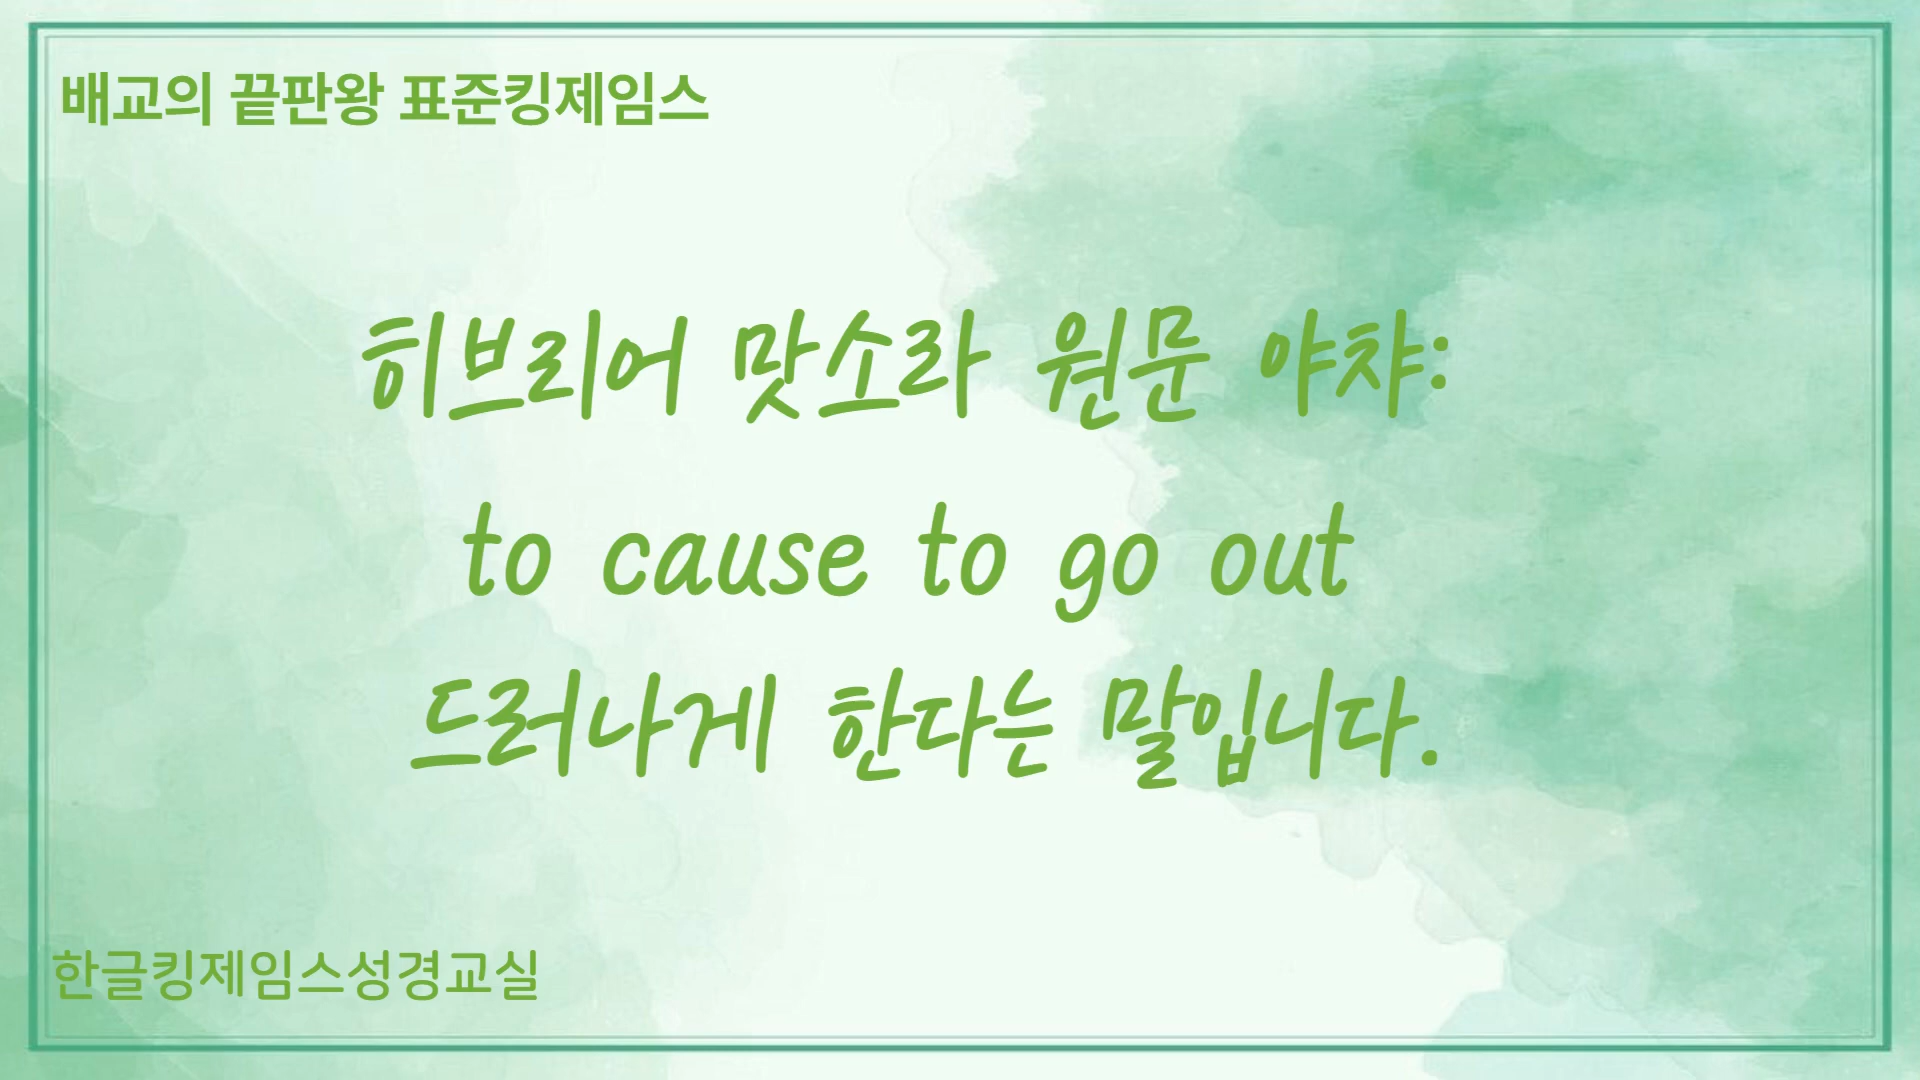 배교의 끝판왕 표준킹제임스
히브리어 맛소라 원문 야챠:
to cause to go out
드러나게 한다는 말입니다.
한글킹제임스성경교실